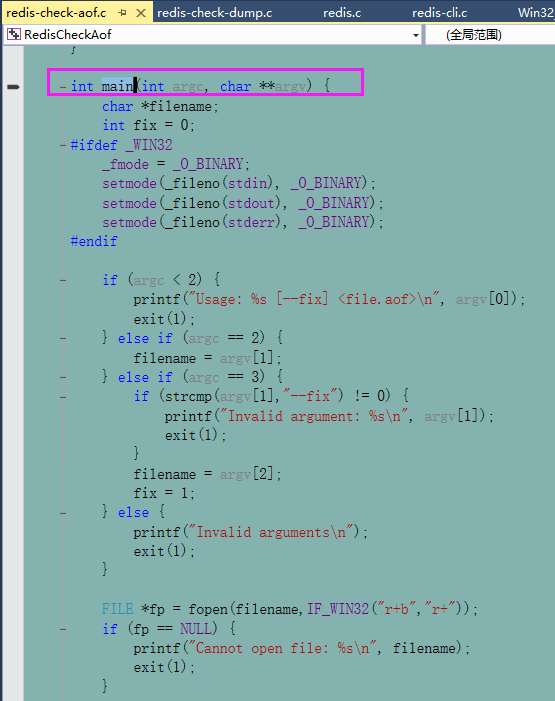 redis-check-aof.c
redis-check-dump.c
redis.c
redis-cli.c
Win32
RedisCheckAof
(全局范围)
}
int main(int argc, char **argv) {
char *filename;
int fix = 0;
#ifdef _WIN32
_fmode = _O_BINARY;
setmode(_fileno(stdin), _O_BINARY);
setmode(_fileno(stdout), _O_BINARY);
setmode(_fileno(stderr), _O_BINARY);
#endif
if (argc < 2) {
printf("Usage: %s [--fix] <file.aof>\n", argv[0]);
exit(1);
} else if (argc == 2) {
filename = argv[1];
} else if (argc == 3) {
if (strcmp(argv[1],"--fix") != 0) {
printf("Invalid argument: %s\n", argv[1]);
exit(1);
}
filename = argv[2];
fix = 1;
} else {
printf("Invalid arguments\n");
exit(1);
}
FILE *fp = fopen(filename,IF_WIN32("r+b","r+"));
if (fp == NULL) {
printf("Cannot open file: %s\n", filename);
exit(1);
}